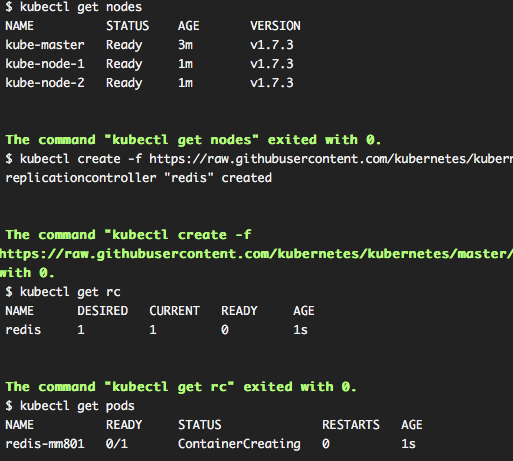 $ kubectl get nodes
NAME STATUS AGE VERSION
kube-master Ready 3m v1.7.3
kube-node-1 Ready 1m v1.7.3
kube-node-2 Ready 1m v1.7.3
The command "kubectl get nodes" exited with 0.
$ kubectl create -f https://raw.githubusercontent.com/kubernetes/kuber
replicationcontroller "redis" created
The command "kubectl create -f
https://raw.githubusercontent.com/kubernetes/kubernetes/master/
with 0.
$ kubectl get rc
NAME DESIRED CURRENT READY AGE
redis 1 1 0 1s
The command "kubectl get rc" exited with 0.
$ kubectl get pods
NAME READY STATUS RESTARTS AGE
redis-mm801 0/1 ContainerCreating 0 1s